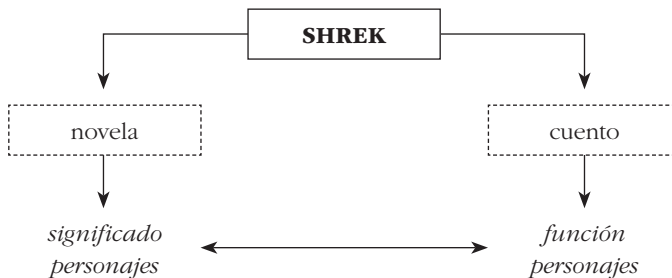 SHREK
novela
cuento
significado
personajes
función
personajes